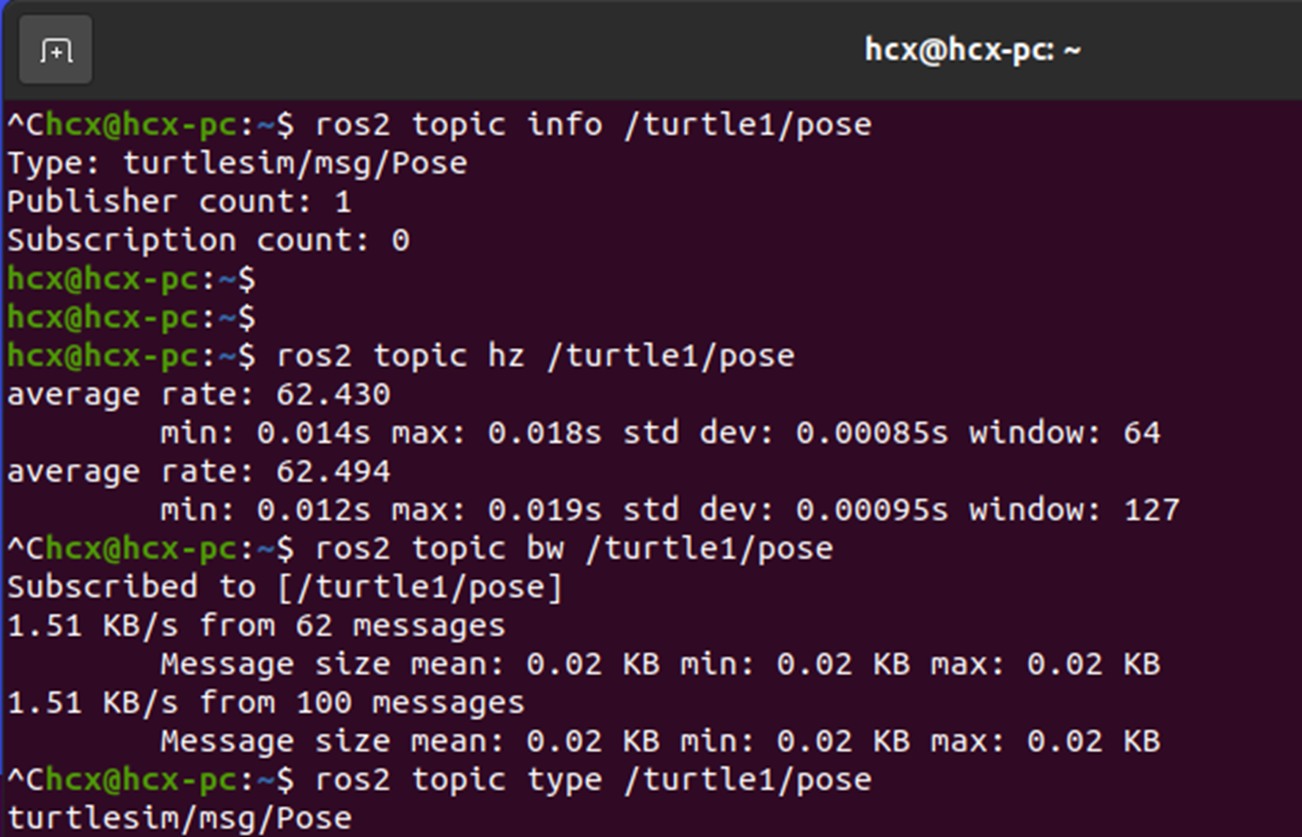 hcx@hcx-pc: ~
^Chcx@hcx-pc:~$ ros2 topic info /turtle1/pose
Type: turtlesim/msg/Pose
Publisher count: 1
Subscription count: 0
hcx@hcx-pc:~$
hcx@hcx-pc:~$
hcx@hcx-pc:~$ ros2 topic hz /turtle1/pose
average rate: 62.430
        min: 0.014s max: 0.018s std dev: 0.00085s window: 64
average rate: 62.494
        min: 0.012s max: 0.019s std dev: 0.00095s window: 127
^Chcx@hcx-pc:~$ ros2 topic bw /turtle1/pose
Subscribed to [/turtle1/pose]
1.51 KB/s from 62 messages
        Message size mean: 0.02 KB min: 0.02 KB max: 0.02 KB
1.51 KB/s from 100 messages
        Message size mean: 0.02 KB min: 0.02 KB max: 0.02 KB
^Chcx@hcx-pc:~$ ros2 topic type /turtle1/pose
turtlesim/msg/Pose